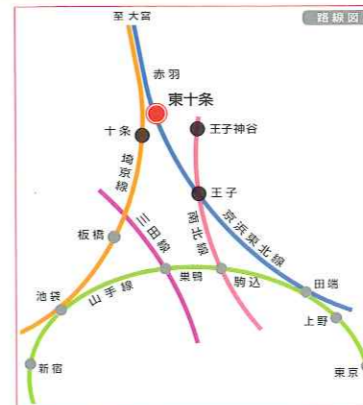 至大宮
路線図
赤羽
東十条
十条
王子神谷
埼京線
王子
京浜東北線
南北線
三田線
板橋
巣鴨
駒込
田端
池袋
山手線
上野
新宿
東京